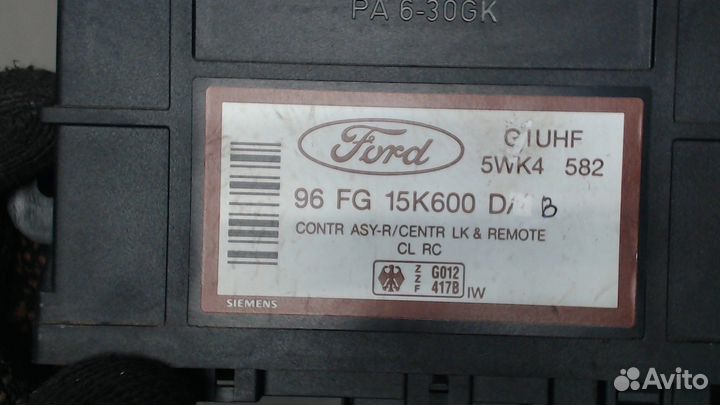 PA 6-30GK
Ford
G1UHF
5WK4 582
96 FG 15K600 D/ B
CONTR ASY-R/CENTR LK & REMOTE
CL RC
ZZF G012
417B IW
SIEMENS
Avito